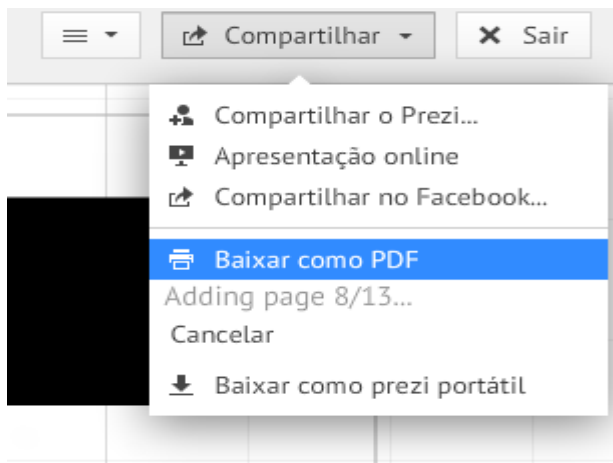 Compartilhar
Sair
Compartilhar o Prezi...
Apresentação online
Compartilhar no Facebook...
Baixar como PDF
Adding page 8/13...
Cancelar
Baixar como prezi portátil